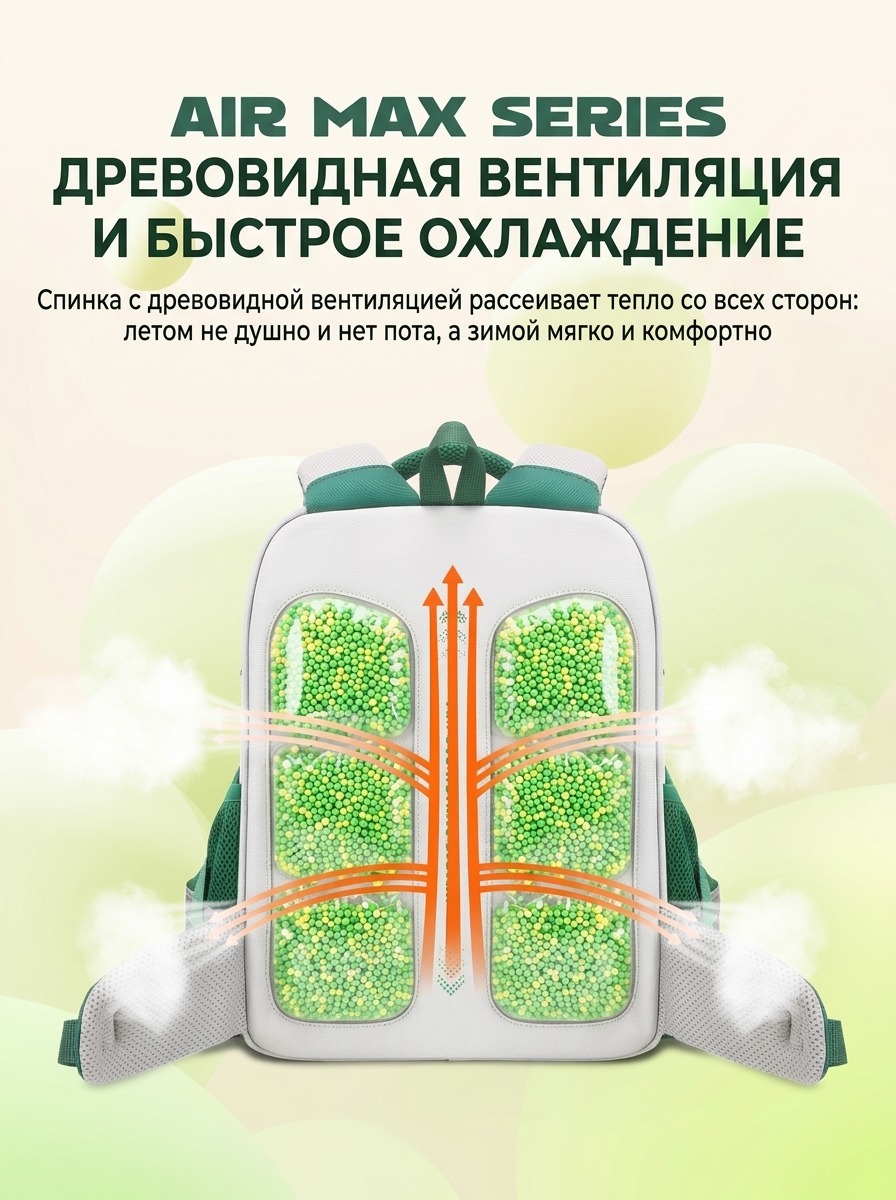 AIR MAX SERIES
ДРЕВОВИДНАЯ ВЕНТИЛЯЦИЯ
И БЫСТРОЕ ОХЛАЖДЕНИЕ
Спинка с древовидной вентиляцией рассеивает тепло со всех сторон:
летом не душно и нет пота, а зимой мягко и комфортно